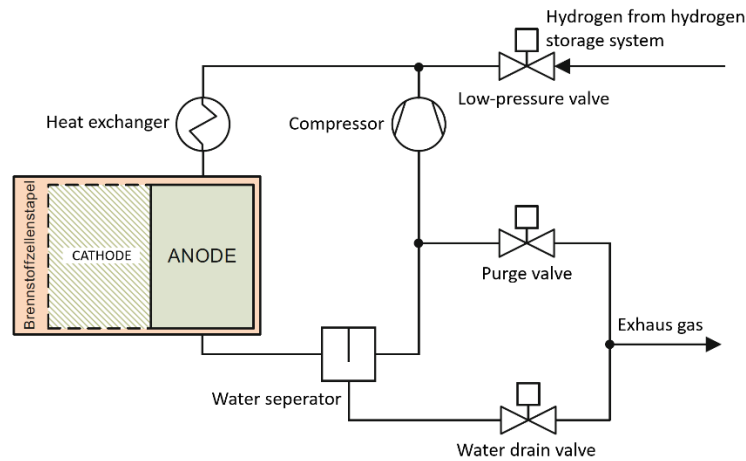 Hydrogen from hydrogen
storage system
Low-pressure valve
Heat exchanger
Compressor
Brennstoffzellenstapel
CATHODE
ANODE
Purge valve
Exhaus gas
Water seperator
Water drain valve